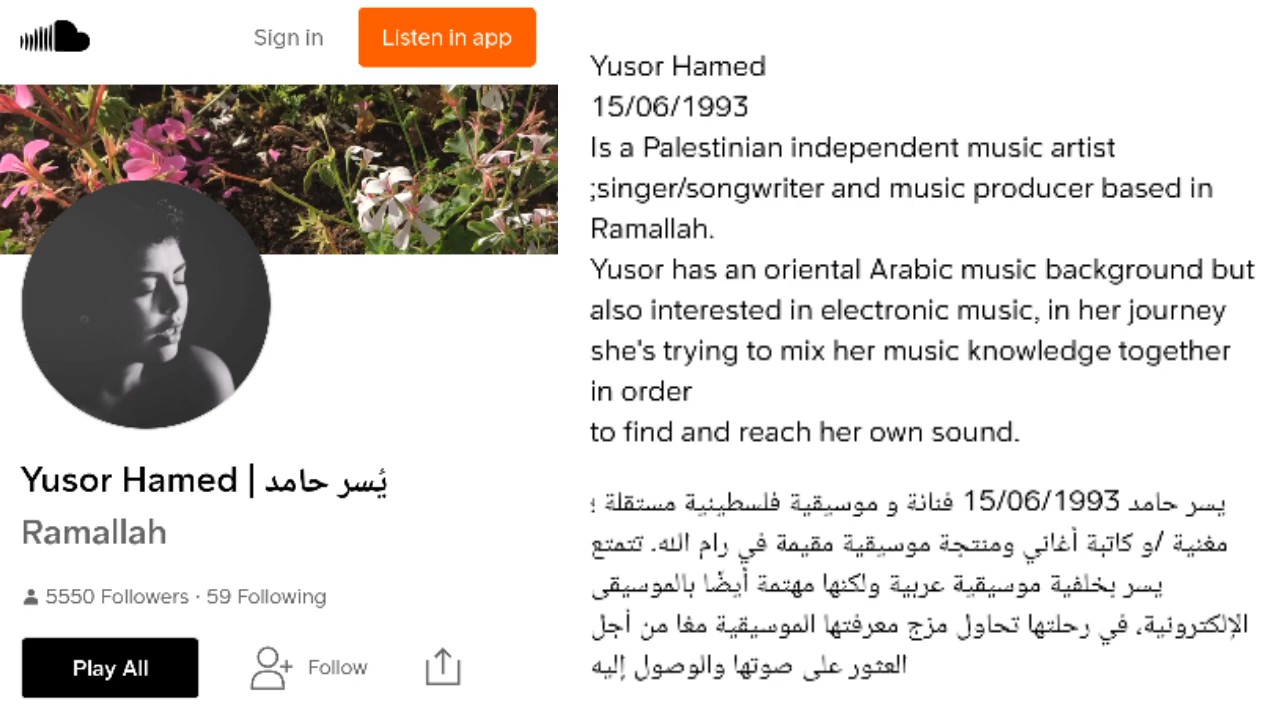 Sign in
Listen in app
Yusor Hamed | يُسر حامد
Ramallah
5550 Followers · 59 Following
Play All
Follow
Yusor Hamed
15/06/1993
Is a Palestinian independent music artist
;singer/songwriter and music producer based in
Ramallah.
Yusor has an oriental Arabic music background but
also interested in electronic music, in her journey
she's trying to mix her music knowledge together
in order
to find and reach her own sound.
يسر حامد 15/06/1993 فنانة و موسيقية فلسطينية مستقلة ؛
مغنية /و كاتبة أغاني ومنتجة موسيقية مقيمة في رام الله. تتمتع
يسر بخلفية موسيقية عربية ولكنها مهتمة أيضًا بالموسيقى
الإلكترونية، في رحلتها تحاول مزج معرفتها الموسيقية معًا من أجل
العثور على صوتها والوصول إليه